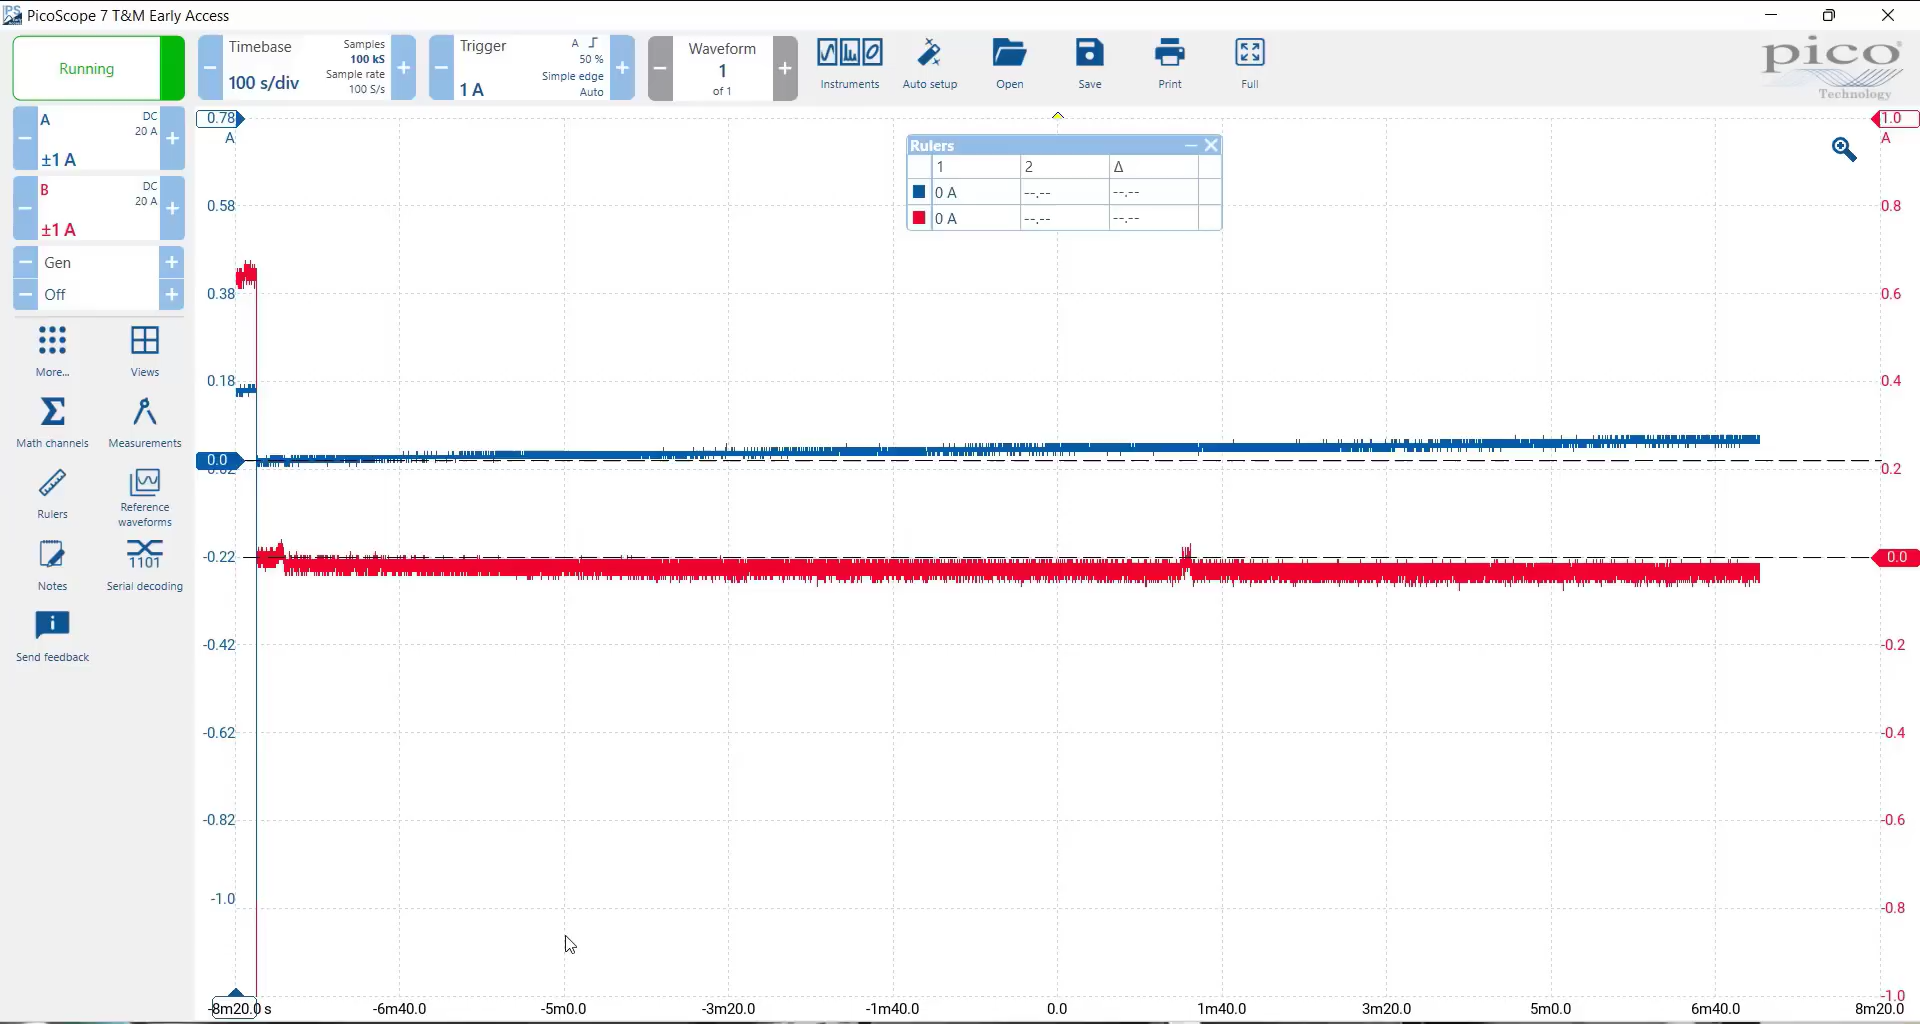 PicoScope 7 T&M Early Access
Running
Timebase
100 s/div
Samples
100 kS
Sample rate
100 S/s
Trigger
1 A
A
50 %
Simple edge
Auto
Waveform
1
of 1
Instruments
Auto setup
Open
Save
Print
Full
pico
Technology
A
DC
20 A
±1 A
B
DC
20 A
±1 A
Gen
Off
More...
Views
Math channels
Measurements
Rulers
Reference
waveforms
Notes
1101
Serial decoding
Send feedback
0.78
A
0.58
0.38
0.18
0.0
-0.22
-0.42
-0.62
-0.82
-1.0
Rulers
1 2 Δ
0 A --.-- --.--
0 A --.-- --.--
1.0
A
0.8
0.6
0.4
0.2
0.0
-0.2
-0.4
-0.6
-0.8
-1.0
-8m20.0 s -6m40.0 -5m0.0 -3m20.0 -1m40.0 0.0 1m40.0 3m20.0 5m0.0 6m40.0 8m20.0